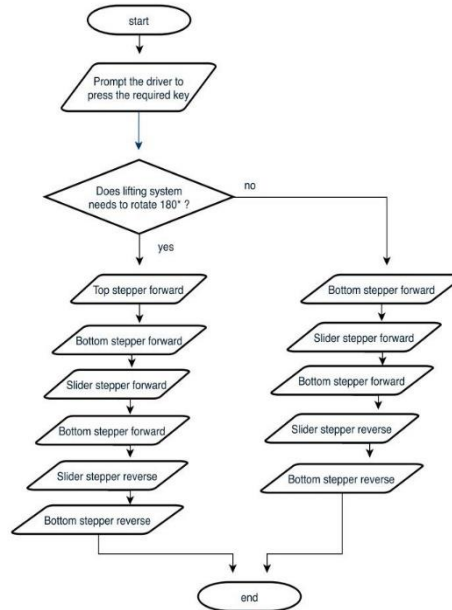 start
Prompt the driver to
press the required key
Does lifting system
needs to rotate 180* ?
no
yes
Top stepper forward
Bottom stepper forward
Slider stepper forward
Bottom stepper forward
Slider stepper reverse
Bottom stepper reverse
Bottom stepper forward
Slider stepper forward
Bottom stepper forward
Slider stepper reverse
Bottom stepper reverse
end